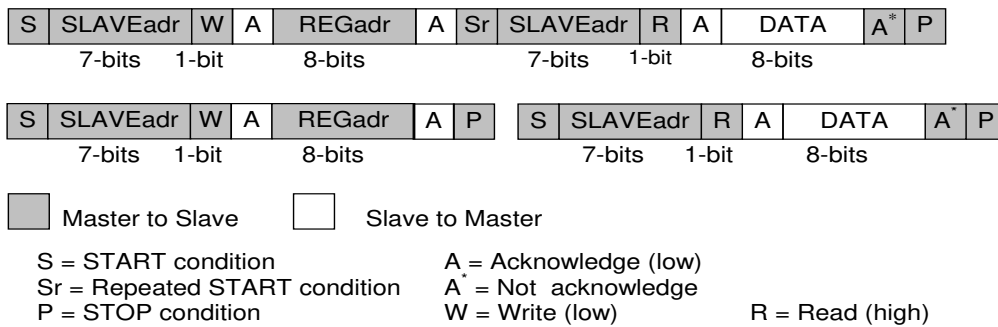 S SLAVEadr W A REGadr A Sr SLAVEadr R A DATA A* P
7-bits 1-bit 8-bits 7-bits 1-bit 8-bits
S SLAVEadr W A REGadr A P S SLAVEadr R A DATA A* P
7-bits 1-bit 8-bits 7-bits 1-bit 8-bits
Master to Slave Slave to Master
S = START condition A = Acknowledge (low)
Sr = Repeated START condition A* = Not acknowledge
P = STOP condition W = Write (low) R = Read (high)